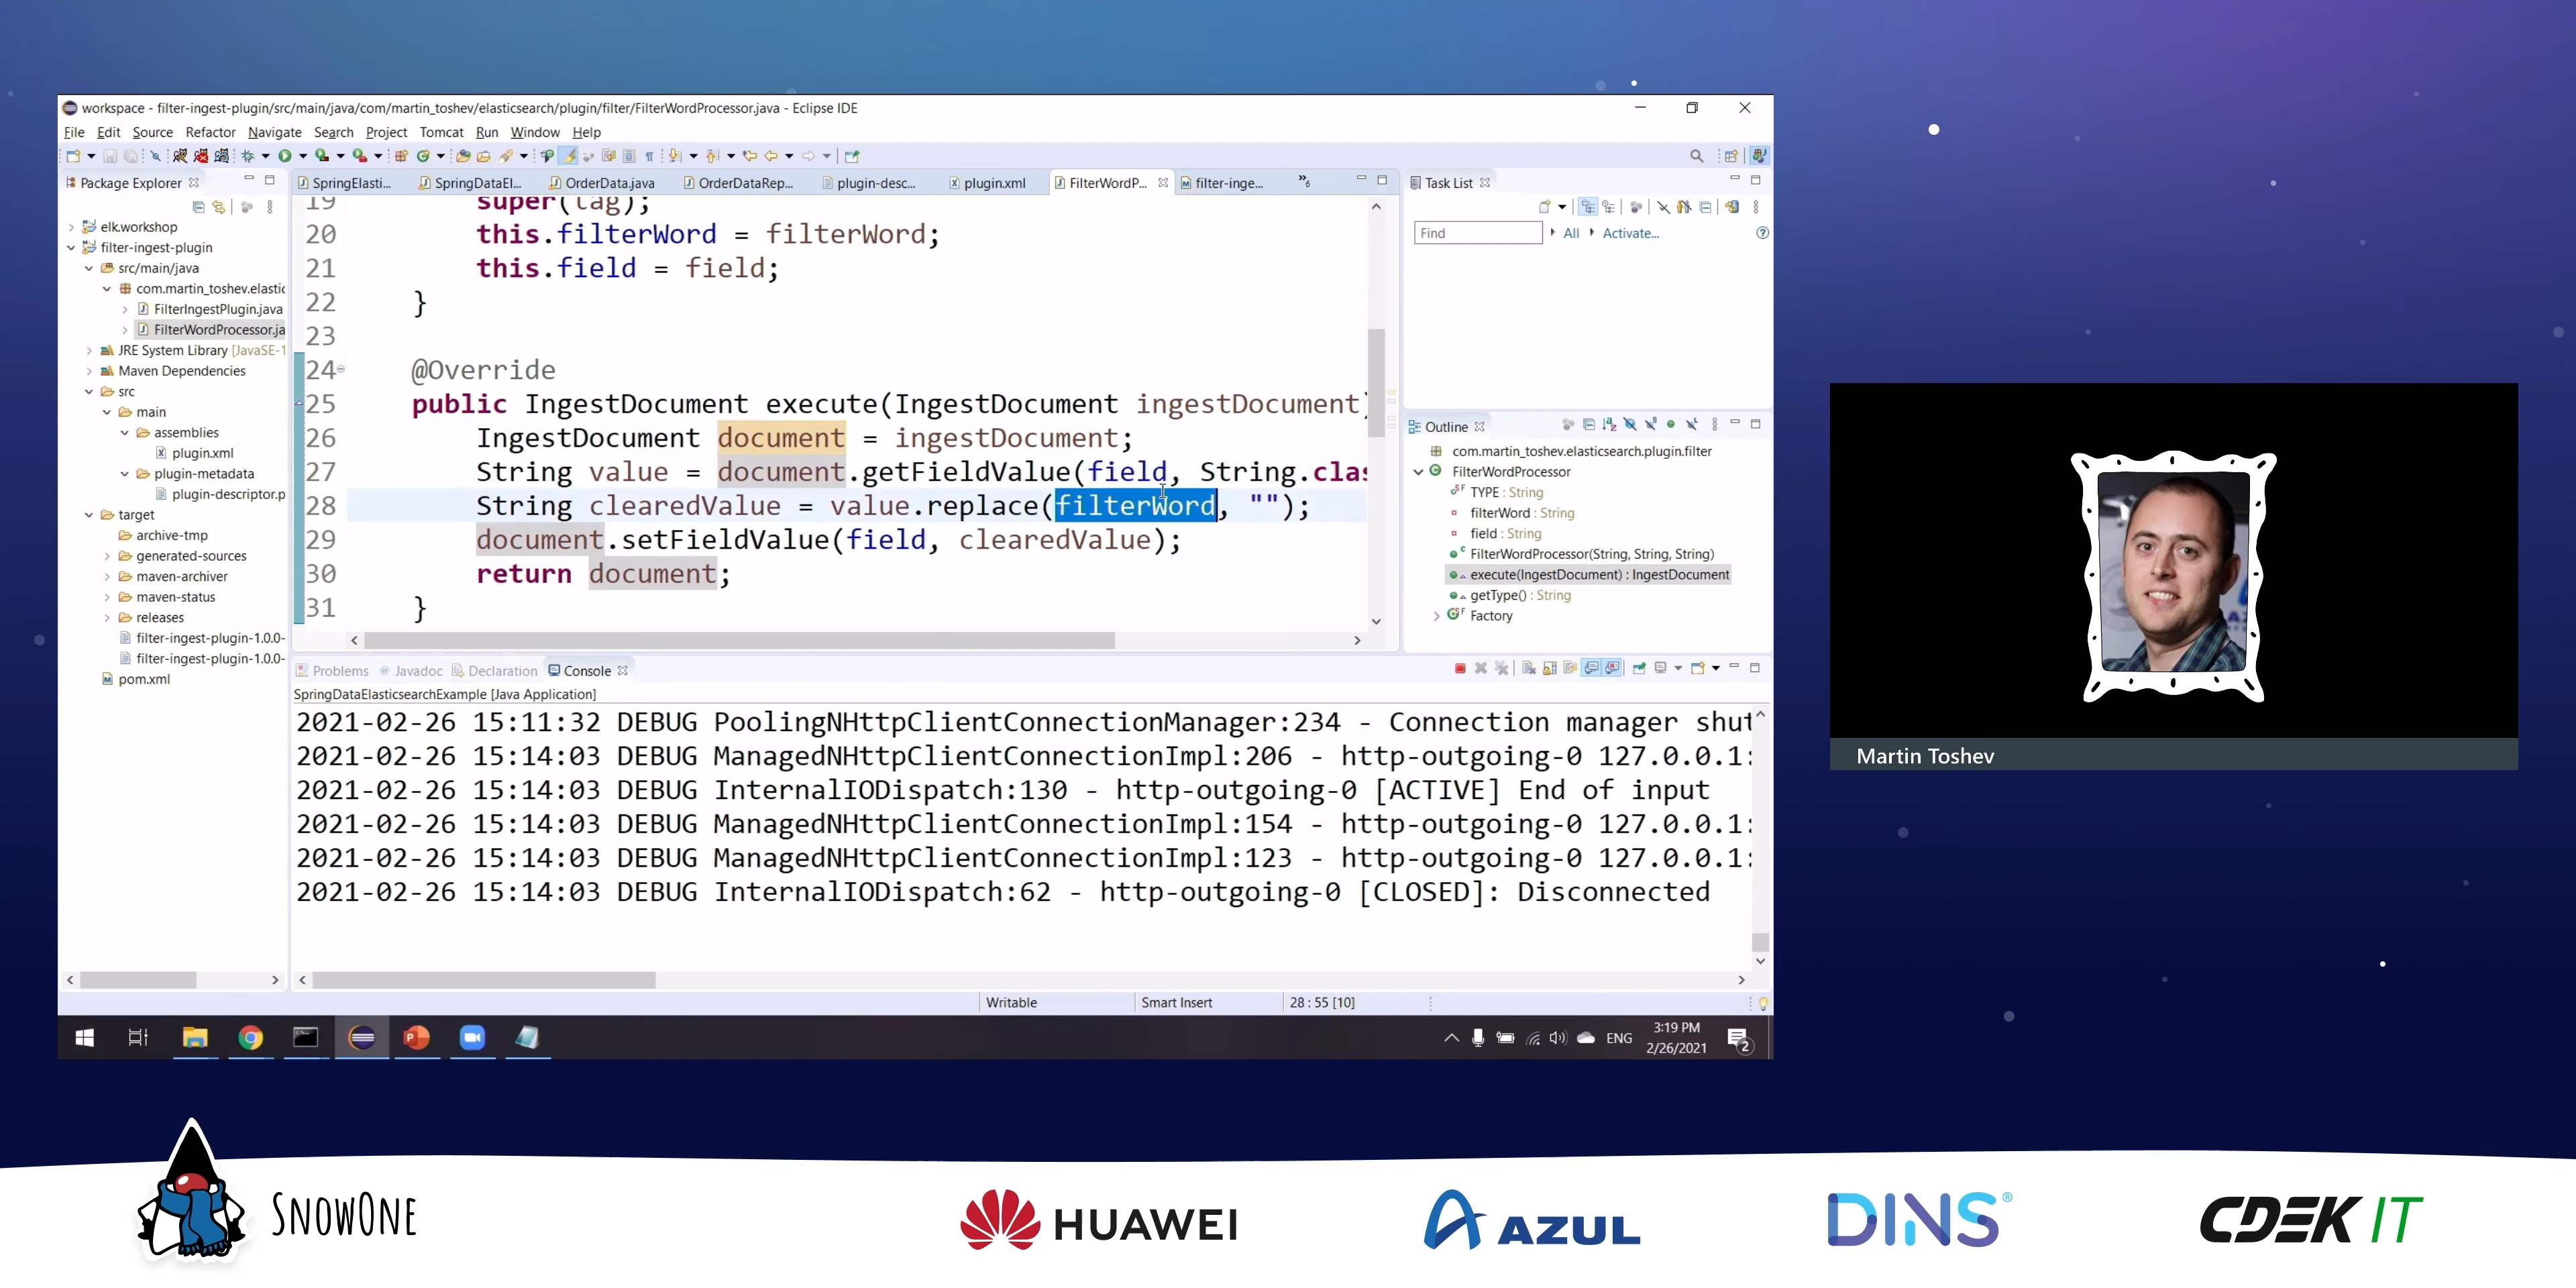 workspace - filter-ingest-plugin/src/main/java/com/martin_toshev/elasticsearch/plugin/filter/FilterWordProcessor.java - Eclipse IDE
File Edit Source Refactor Navigate Search Project Tomcat Run Window Help
Package Explorer
elk.workshop
filter-ingest-plugin
src/main/java
com.martin_toshev.elastic
FilterIngestPlugin.java
FilterWordProcessor.ja
JRE System Library [JavaSE-1
Maven Dependencies
src
main
assemblies
plugin.xml
plugin-metadata
plugin-descriptor.p
target
archive-tmp
generated-sources
maven-archiver
maven-status
releases
filter-ingest-plugin-1.0.0-
filter-ingest-plugin-1.0.0-
pom.xml
SpringElasti... SpringDataEl... OrderData.java OrderDataRep... plugin-desc... plugin.xml FilterWordP... filter-inge... »6
19 super(tag);
20 this.filterWord = filterWord;
21 this.field = field;
22 }
23
24 @Override
25 public IngestDocument execute(IngestDocument ingestDocument)
26 IngestDocument document = ingestDocument;
27 String value = document.getFieldValue(field, String.clas
28 String clearedValue = value.replace(filterWord, "");
29 document.setFieldValue(field, clearedValue);
30 return document;
31 }
Task List
Find All Activate...
Outline
com.martin_toshev.elasticsearch.plugin.filter
FilterWordProcessor
TYPE : String
filterWord : String
field : String
FilterWordProcessor(String, String, String)
execute(IngestDocument) : IngestDocument
getType() : String
Factory
Problems Javadoc Declaration Console
SpringDataElasticsearchExample [Java Application]
2021-02-26 15:11:32 DEBUG PoolingNHttpClientConnectionManager:234 - Connection manager shut
2021-02-26 15:14:03 DEBUG ManagedNHttpClientConnectionImpl:206 - http-outgoing-0 127.0.0.1:
2021-02-26 15:14:03 DEBUG InternalIODispatch:130 - http-outgoing-0 [ACTIVE] End of input
2021-02-26 15:14:03 DEBUG ManagedNHttpClientConnectionImpl:154 - http-outgoing-0 127.0.0.1:
2021-02-26 15:14:03 DEBUG ManagedNHttpClientConnectionImpl:123 - http-outgoing-0 127.0.0.1:
2021-02-26 15:14:03 DEBUG InternalIODispatch:62 - http-outgoing-0 [CLOSED]: Disconnected
Writable Smart Insert 28 : 55 [10]
ENG
3:19 PM
2/26/2021
2
Martin Toshev
SNOWONE
HUAWEI
AZUL
DINS®
CDEK IT